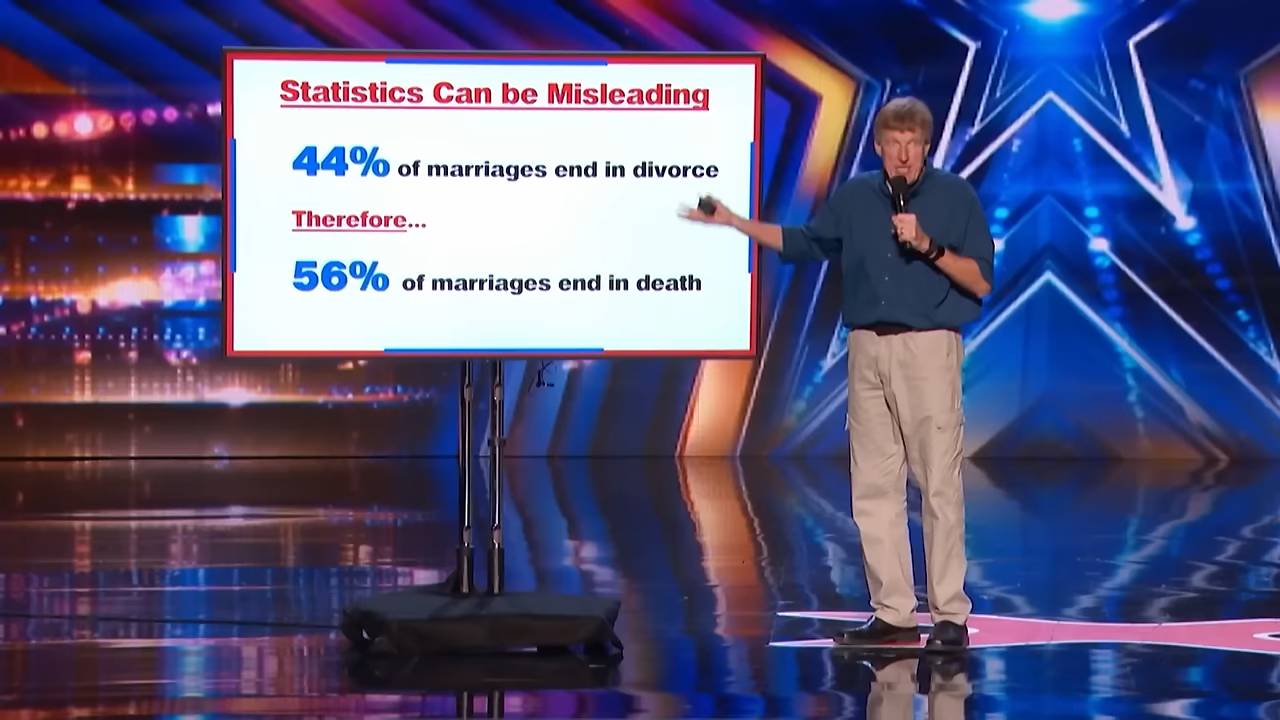 Statistics Can be Misleading
44% of marriages end in divorce
Therefore...
56% of marriages end in death